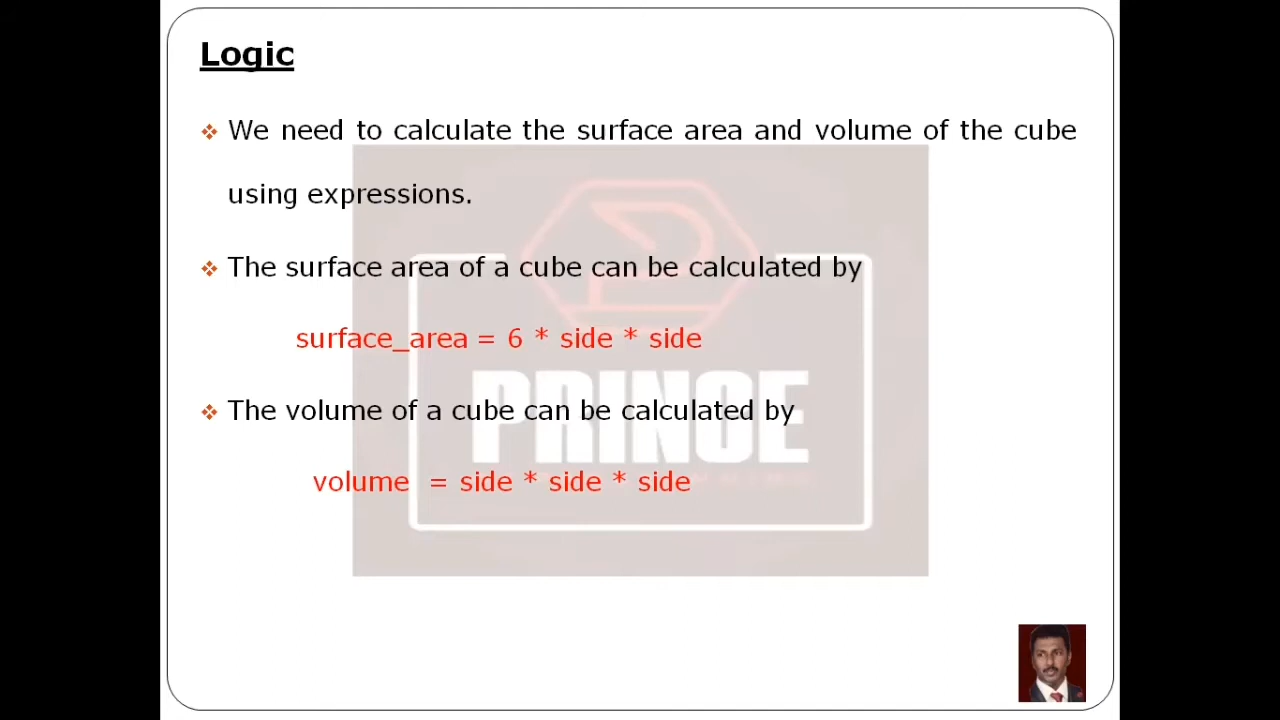 Logic
We need to calculate the surface area and volume of the cube
using expressions.
The surface area of a cube can be calculated by
surface_area = 6 * side * side
PRINCE
The volume of a cube can be calculated by
volume = side * side * side